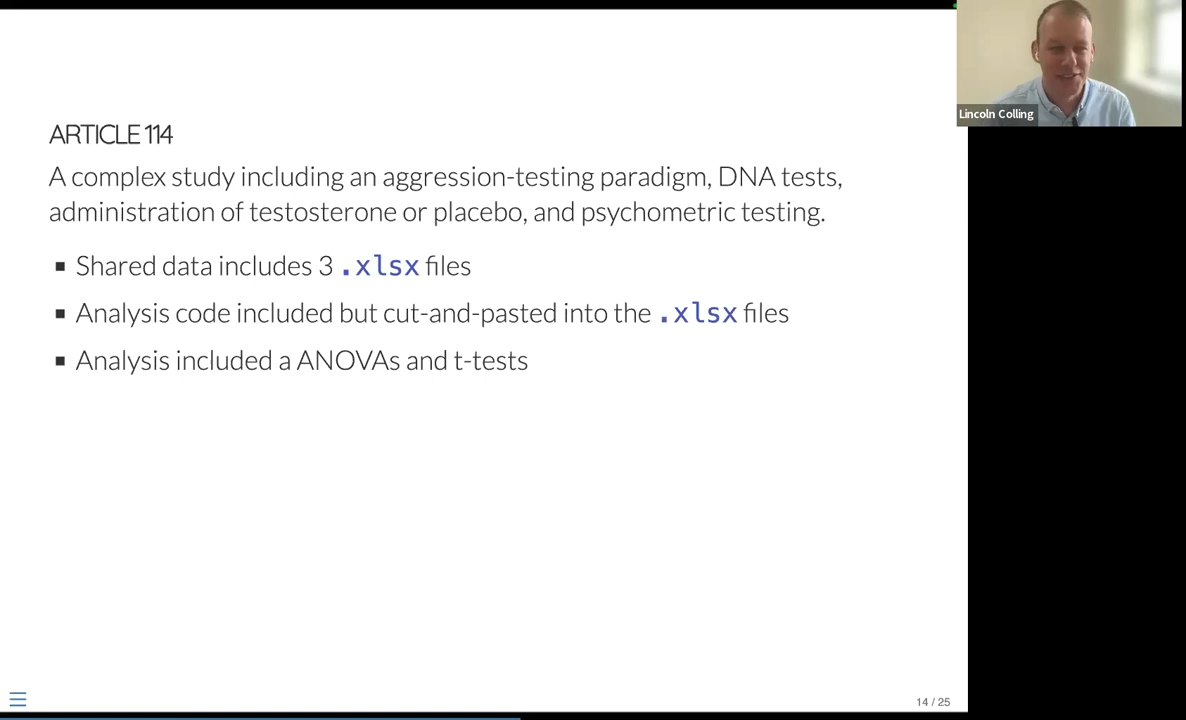 ARTICLE 114
A complex study including an aggression-testing paradigm, DNA tests,
administration of testosterone or placebo, and psychometric testing.
▪ Shared data includes 3 .xlsx files
▪ Analysis code included but cut-and-pasted into the .xlsx files
▪ Analysis included a ANOVAs and t-tests
14 / 25
Lincoln Colling